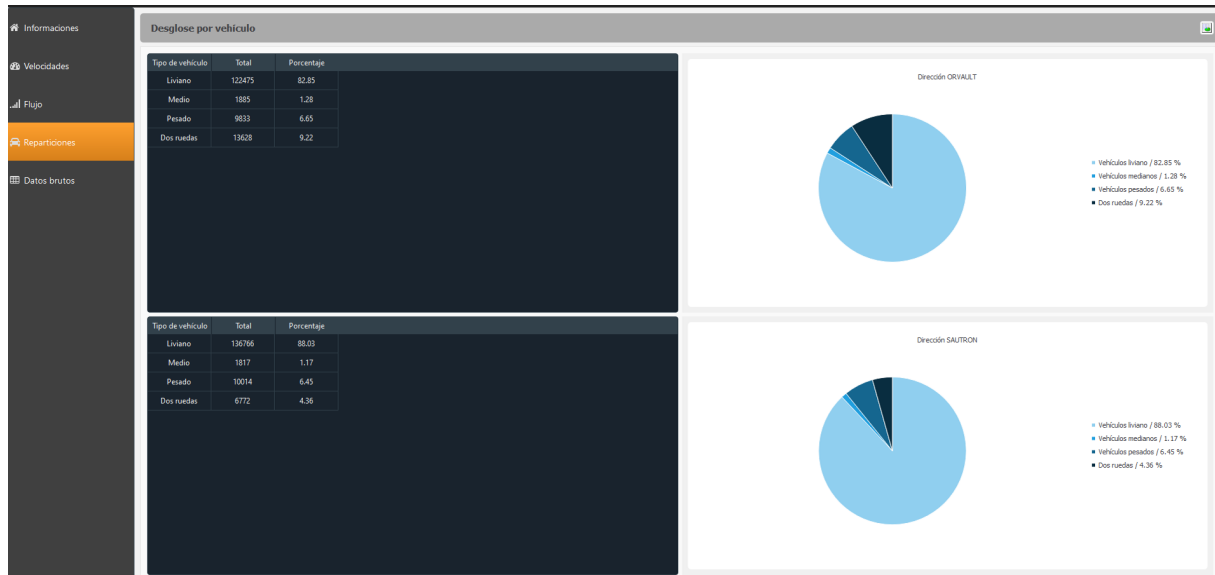 Informaciones
Velocidades
Flujo
Reparticiones
Datos brutos
Desglose por vehículo
Tipo de vehículo Total Porcentaje
Liviano 122475 82.85
Medio 1885 1.28
Pesado 9833 6.65
Dos ruedas 13628 9.22
Dirección ORVAULT
Vehículos liviano / 82.85 %
Vehículos medianos / 1.28 %
Vehículos pesados / 6.65 %
Dos ruedas / 9.22 %
Tipo de vehículo Total Porcentaje
Liviano 136766 88.03
Medio 1817 1.17
Pesado 10014 6.45
Dos ruedas 6772 4.36
Dirección SAUTRON
Vehículos liviano / 88.03 %
Vehículos medianos / 1.17 %
Vehículos pesados / 6.45 %
Dos ruedas / 4.36 %